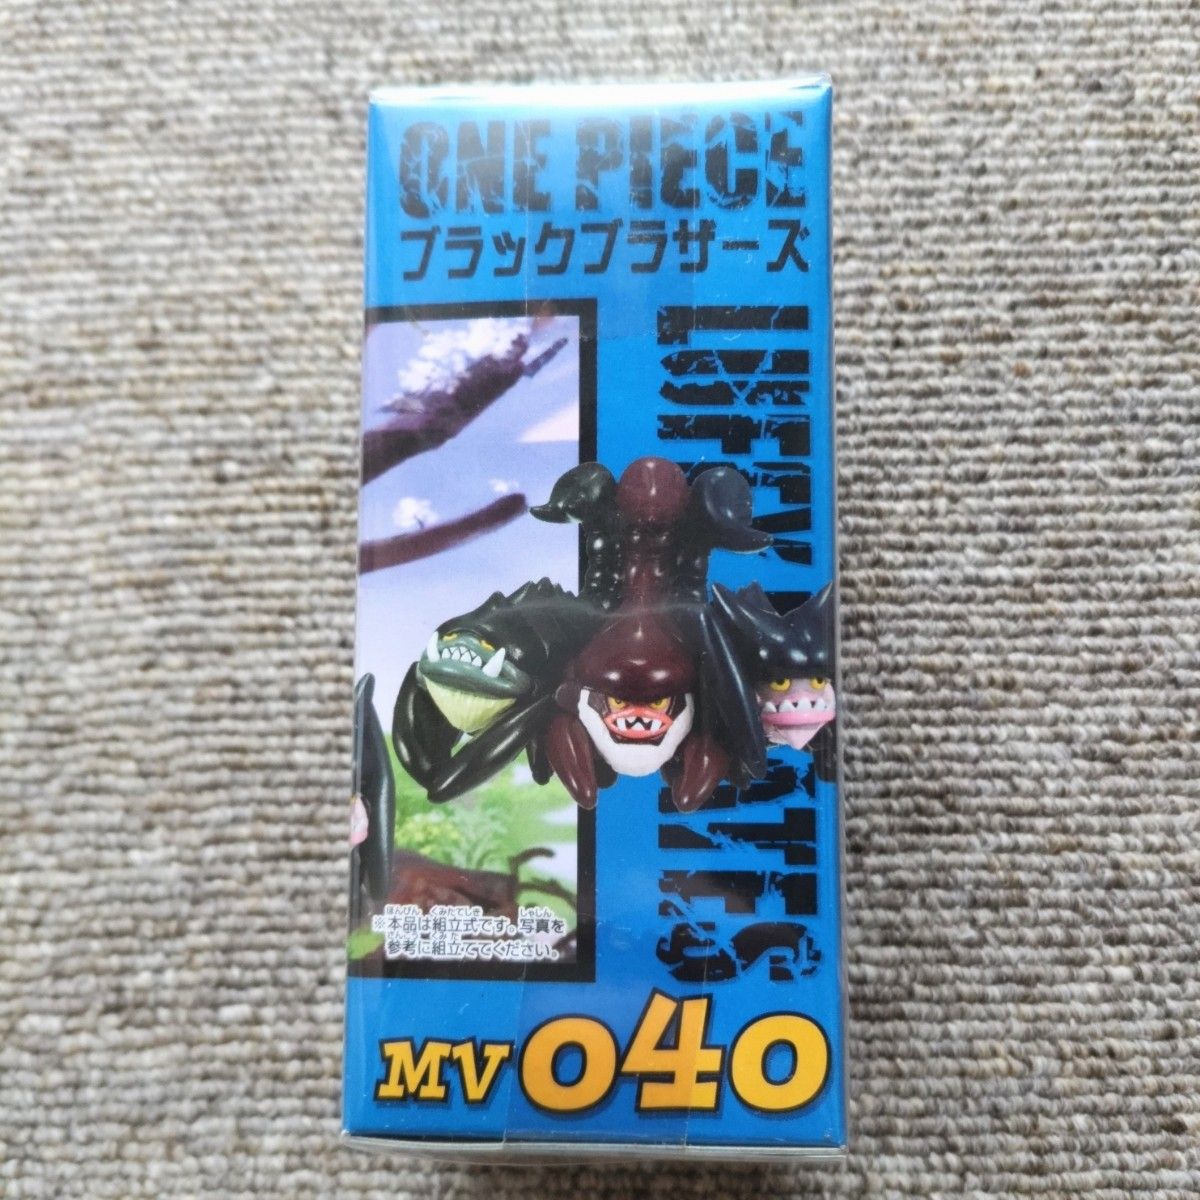 ONE PIECE
ブラックブラザーズ
※本品は組立式です。写真を
参考に組立ててください。
MV 040